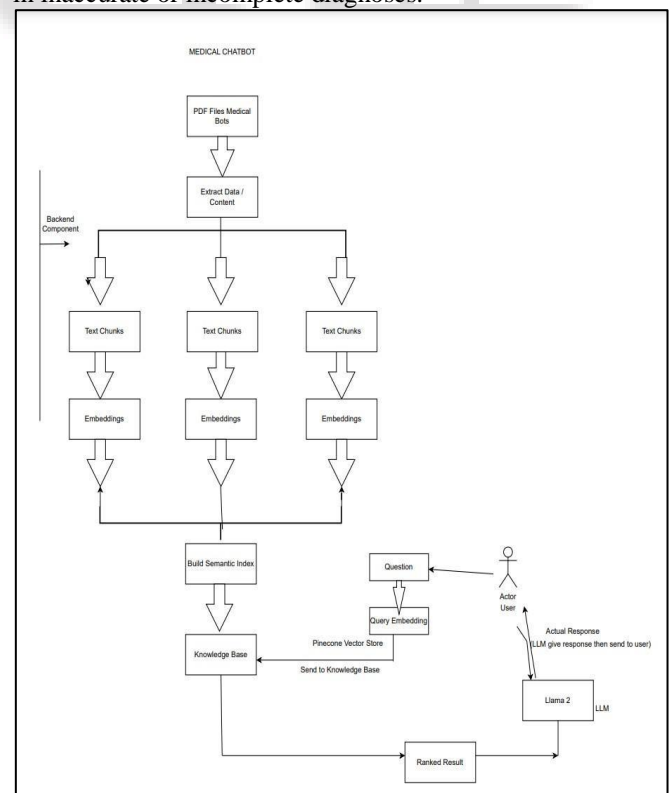 in inaccurate or incomplete diagnoses.
MEDICAL CHATBOT
PDF Files Medical
Bots
Extract Data /
Content
Backend
Component
Text Chunks
Text Chunks
Text Chunks
Embeddings
Embeddings
Embeddings
Build Semantic Index
Question
Actor
User
Query Embedding
Pinecone Vector Store
Knowledge Base
Send to Knowledge Base
Actual Response
(LLM give response then send to user)
Llama 2
LLM
Ranked Result